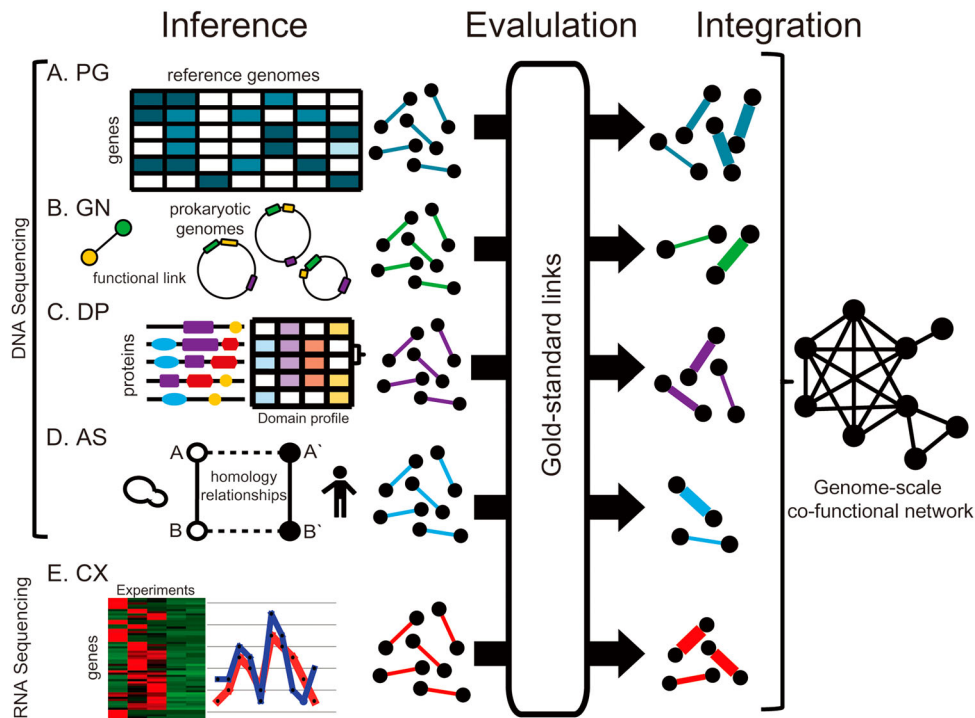 Inference
Evalulation
Integration
A. PG
reference genomes
genes
B. GN
prokaryotic
genomes
functional link
C. DP
proteins
Domain profile
D. AS
A
A`
homology
relationships
B
B`
DNA Sequencing
E. CX
Experiments
genes
RNA Sequencing
Gold-standard links
Genome-scale
co-functional network